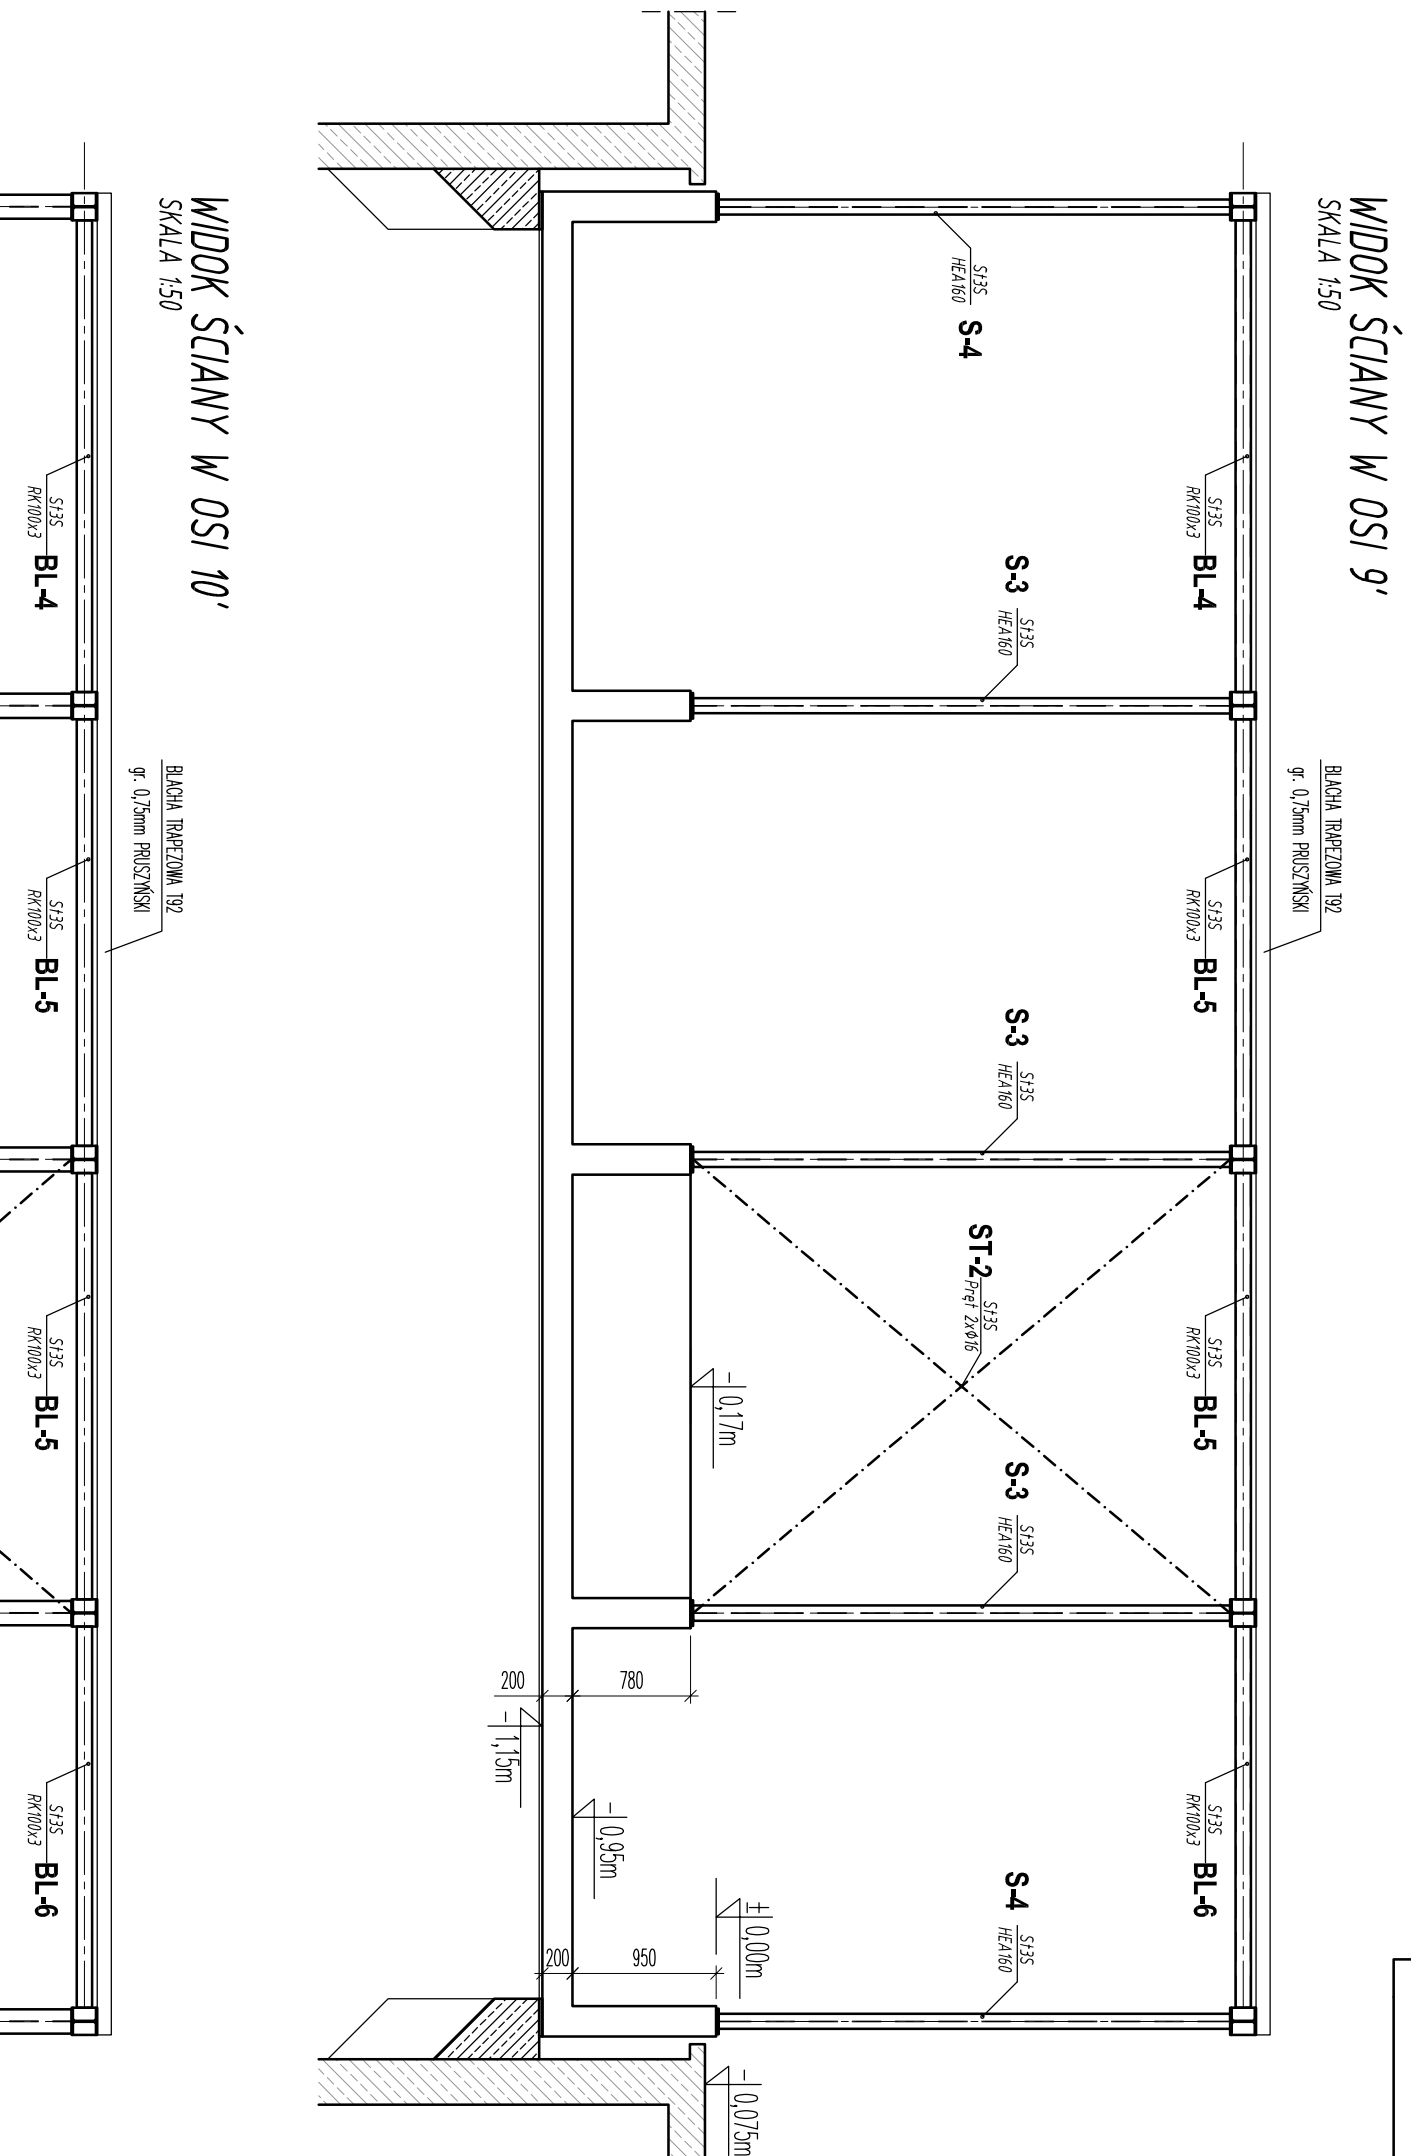 WIDOK ŚCIANY W OSI 9'
SKALA 1:50
BLACHA TRAPEZOWA T92
gr. 0,75mm PRUSZYŃSKI
St3S
RK100x3
BL-4
St3S
RK100x3
BL-5
St3S
RK100x3
BL-5
St3S
RK100x3
BL-6
St3S
HEA160
S-4
S-3
St3S
HEA160
S-3
St3S
HEA160
ST-2
St3S
Pręt 2xϕ16
S-3
St3S
HEA160
S-4
St3S
HEA160
- 0,17m
± 0,00m
- 0,075m
780
950
200
200
- 0,95m
- 1,15m
WIDOK ŚCIANY W OSI 10'
SKALA 1:50
BLACHA TRAPEZOWA T92
gr. 0,75mm PRUSZYŃSKI
St3S
RK100x3
BL-4
St3S
RK100x3
BL-5
St3S
RK100x3
BL-5
St3S
RK100x3
BL-6